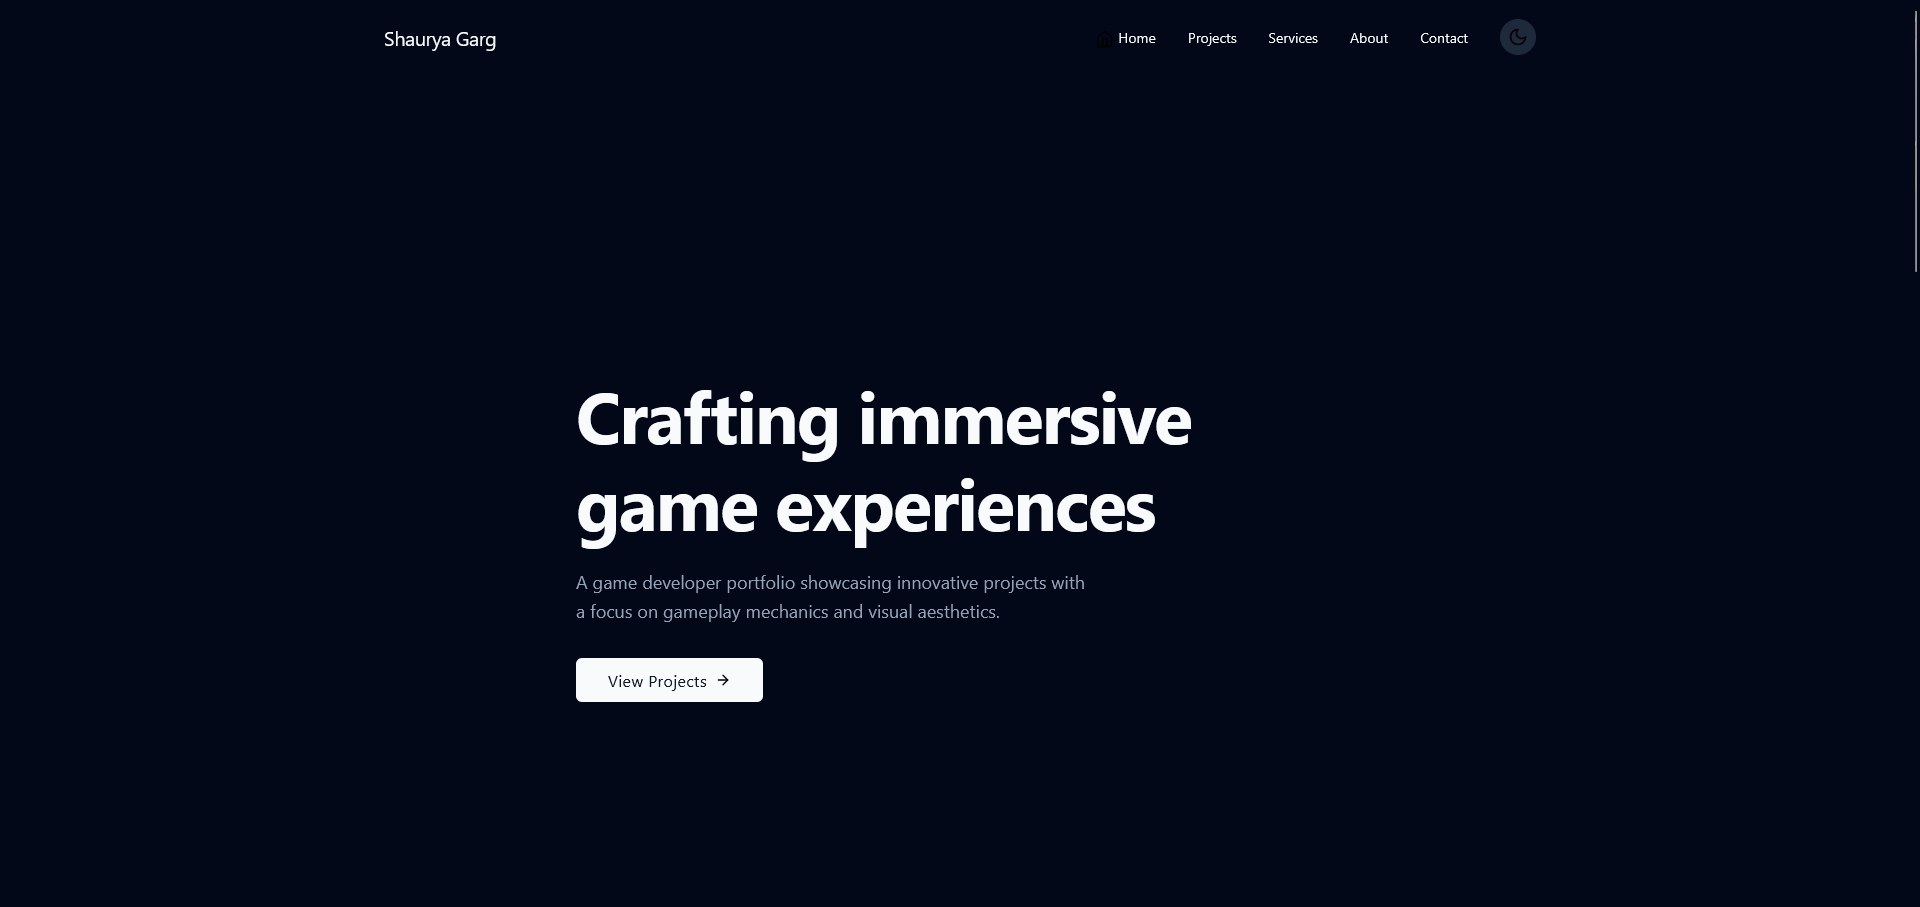 Shaurya Garg
Home Projects Services About Contact
Crafting immersive
game experiences
A game developer portfolio showcasing innovative projects with
a focus on gameplay mechanics and visual aesthetics.
View Projects